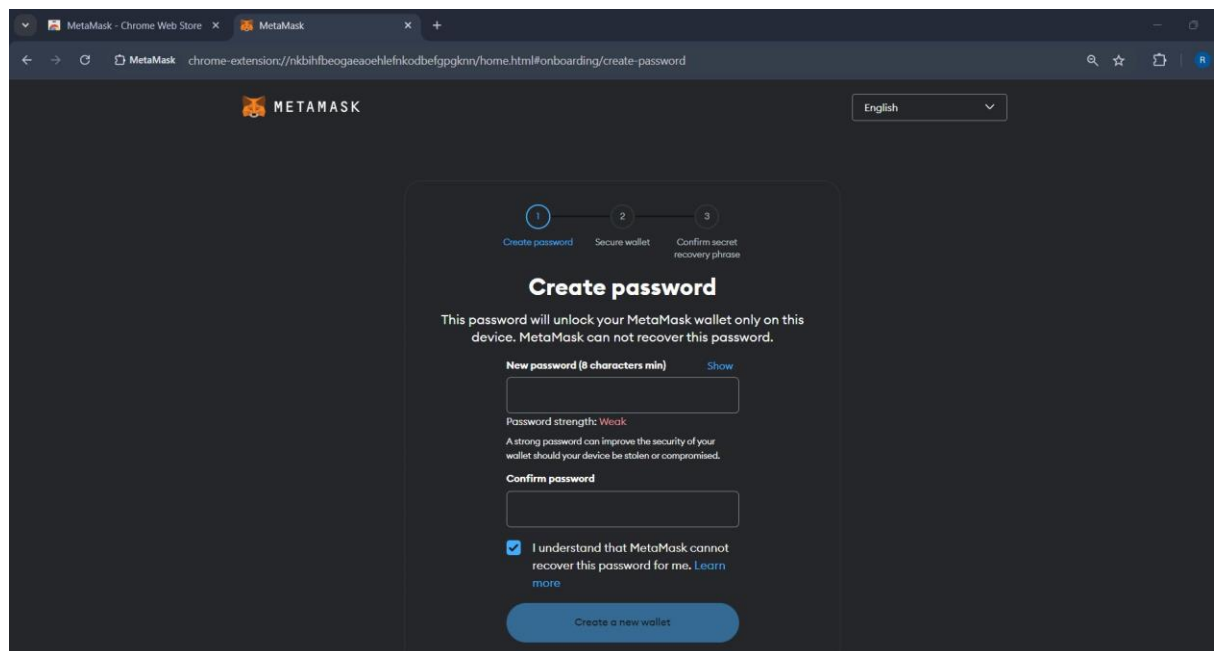 MetaMask - Chrome Web Store
MetaMask
MetaMask chrome-extension://nkbihfbeogaeaoehlefnkodbefgpgknn/home.html#onboarding/create-password
R
METAMASK
English
1 2 3
Create password Secure wallet Confirm secret
recovery phrase
Create password
This password will unlock your MetaMask wallet only on this
device. MetaMask can not recover this password.
New password (8 characters min) Show
Password strength: Weak
A strong password can improve the security of your
wallet should your device be stolen or compromised.
Confirm password
I understand that MetaMask cannot
recover this password for me. Learn
more
Create a new wallet